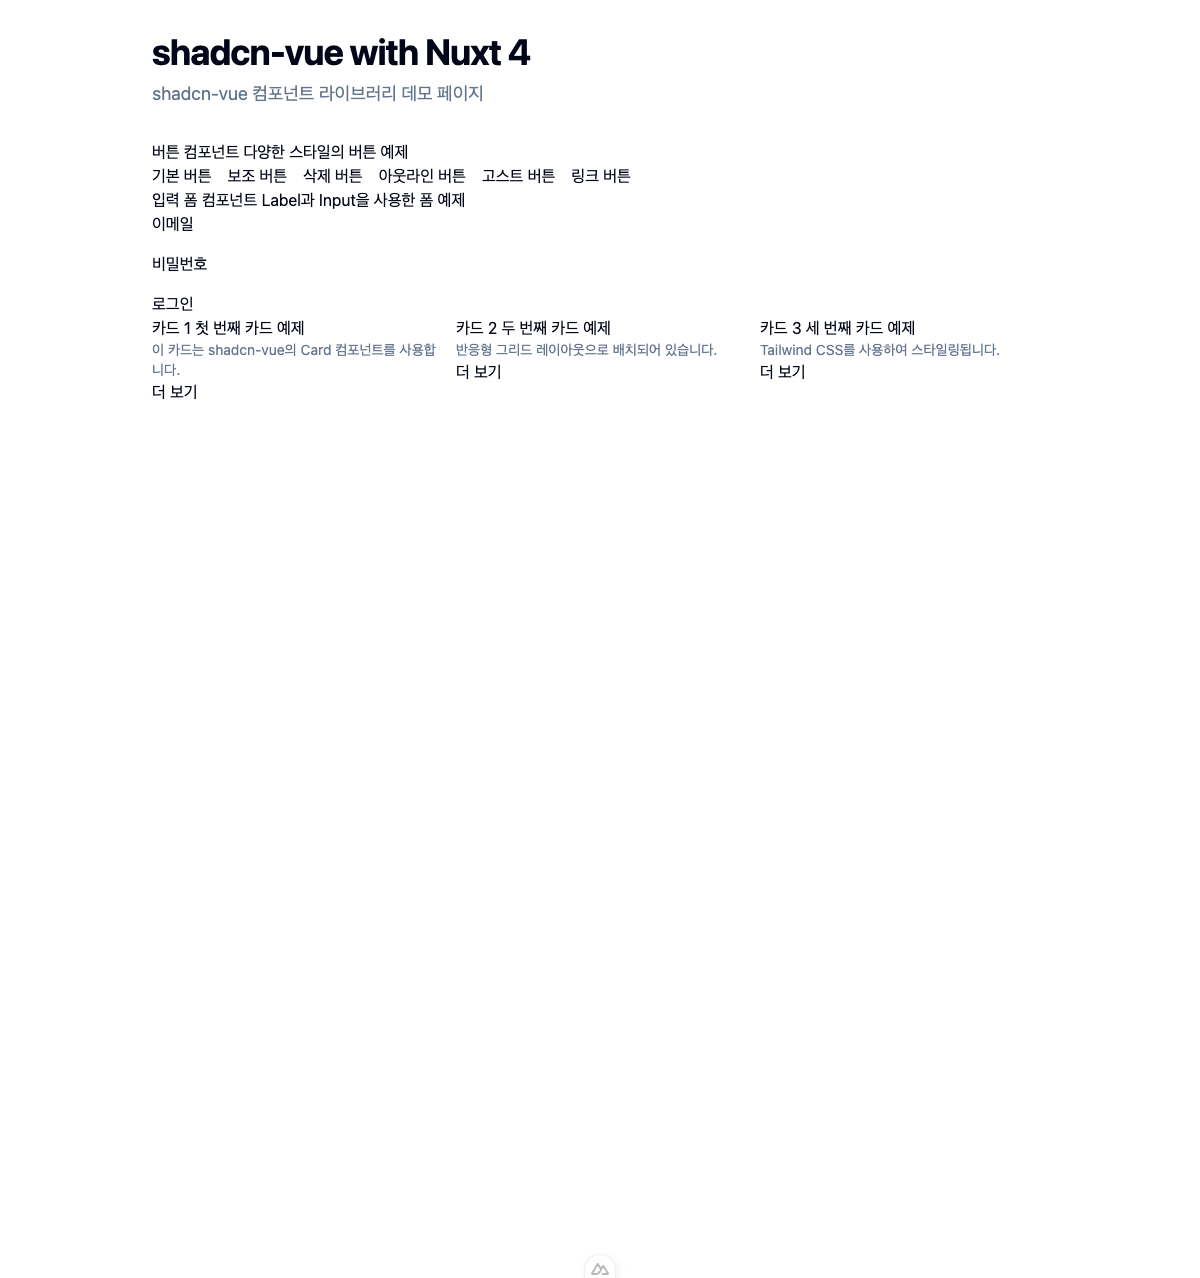 shadcn-vue with Nuxt 4
shadcn-vue 컴포넌트 라이브러리 데모 페이지
버튼 컴포넌트 다양한 스타일의 버튼 예제
기본 버튼 보조 버튼 삭제 버튼 아웃라인 버튼 고스트 버튼 링크 버튼
입력 폼 컴포넌트 Label과 Input을 사용한 폼 예제
이메일
비밀번호
로그인
카드 1 첫 번째 카드 예제
이 카드는 shadcn-vue의 Card 컴포넌트를 사용합
니다.
더 보기
카드 2 두 번째 카드 예제
반응형 그리드 레이아웃으로 배치되어 있습니다.
더 보기
카드 3 세 번째 카드 예제
Tailwind CSS를 사용하여 스타일링됩니다.
더 보기